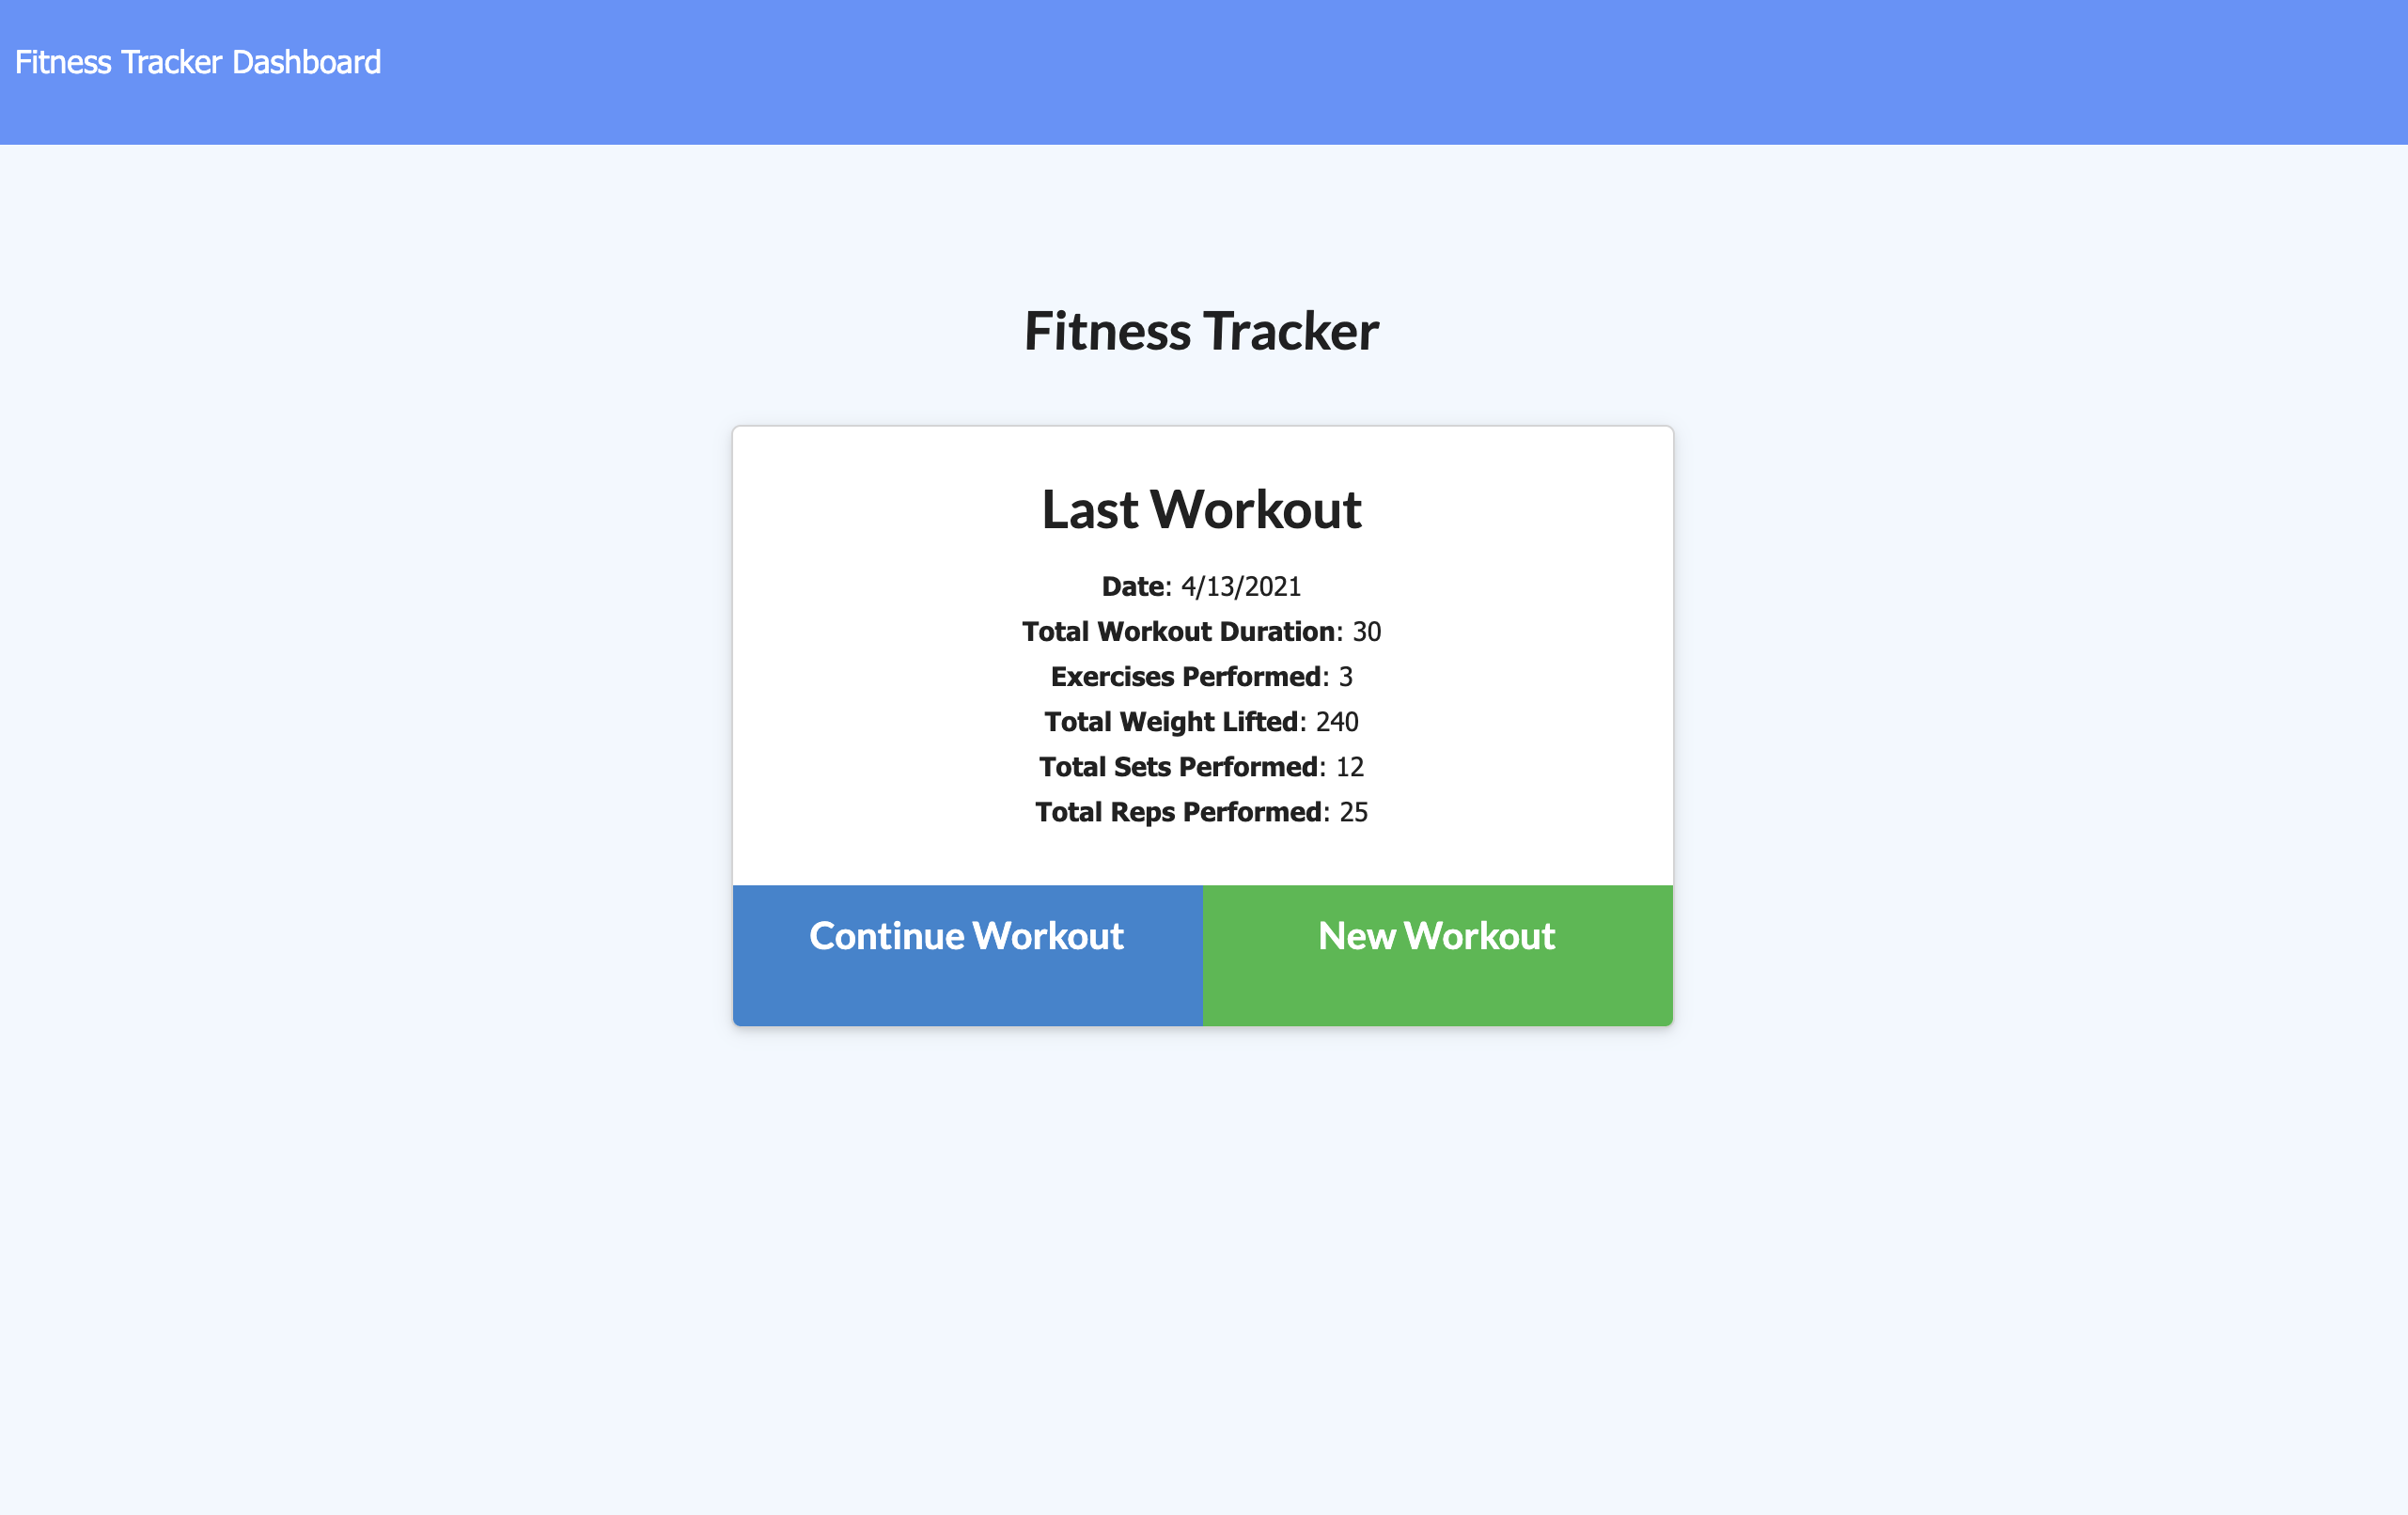 Fitness Tracker Dashboard
Fitness Tracker
Last Workout
Date: 4/13/2021
Total Workout Duration: 30
Exercises Performed: 3
Total Weight Lifted: 240
Total Sets Performed: 12
Total Reps Performed: 25
Continue Workout New Workout